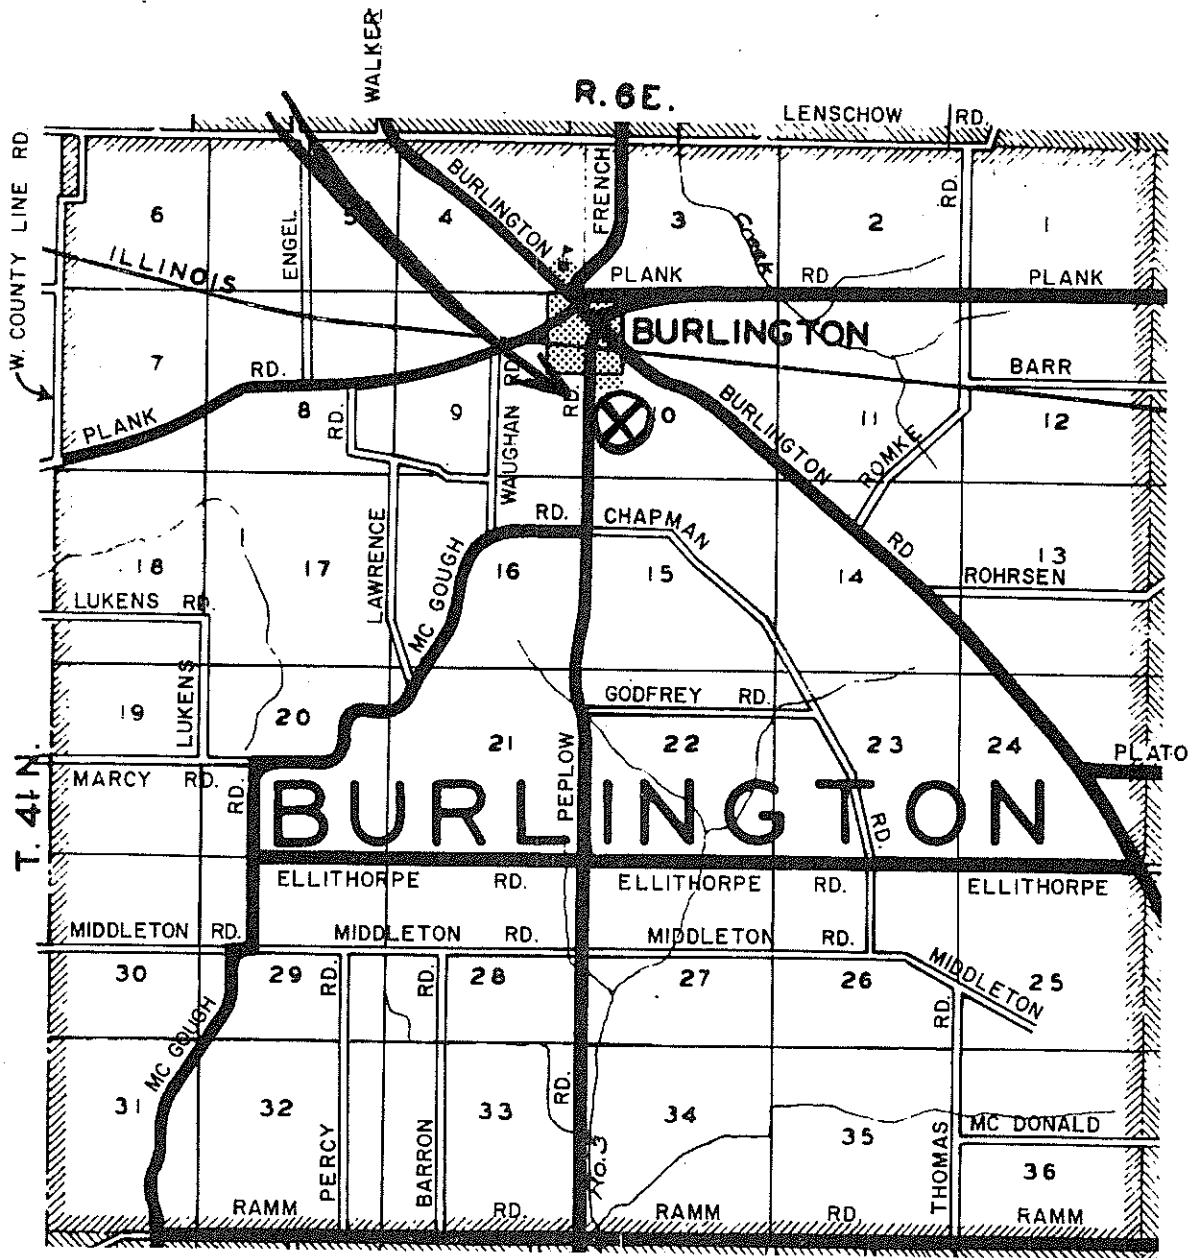 WALKER
R. 6E.
LENSCHOW RD.
W. COUNTY LINE RD
6
ENGEL
5
4
BURLINGTON
FRENCH
3
Creek
2
RD.
1
ILLINOIS
PLANK RD PLANK
BURLINGTON
7
RD.
BARR
PLANK
8
RD.
9
WAUGHAN RD.
RD.
10
BURLINGTON
11
ROMKE
12
RD. CHAPMAN
RD
18
17
LAWRENCE
MC GOUGH
16
15
14
13
ROHRSEN
LUKENS RD.
LUKENS
19
20
GODFREY RD.
21
22
23
24
PLATO
T. 41 N.
MARCY RD.
RD.
PEPLOW
RD.
BURLINGTON
ELLITHORPE RD. ELLITHORPE RD. ELLITHORPE
MIDDLETON RD. MIDDLETON RD. MIDDLETON RD.
MIDDLETON
30
29
RD.
RD.
28
27
26
RD.
25
MC GOUGH
31
32
PERCY
BARRON
33
RD.
No. 3
34
35
THOMAS
MC DONALD
36
RAMM RD. RAMM RD RAMM